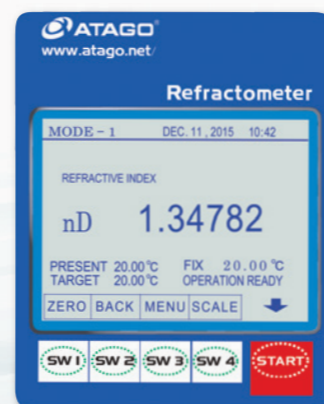 ATAGO®
www.atago.net/
Refractometer
MODE-1 DEC. 11, 2015 10:42
REFRACTIVE INDEX
nD 1.34782
PRESENT 20.00℃ FIX 20.00℃
TARGET 20.00℃ OPERATION READY
ZERO BACK MENU SCALE
SW 1 SW 2 SW 3 SW 4 START